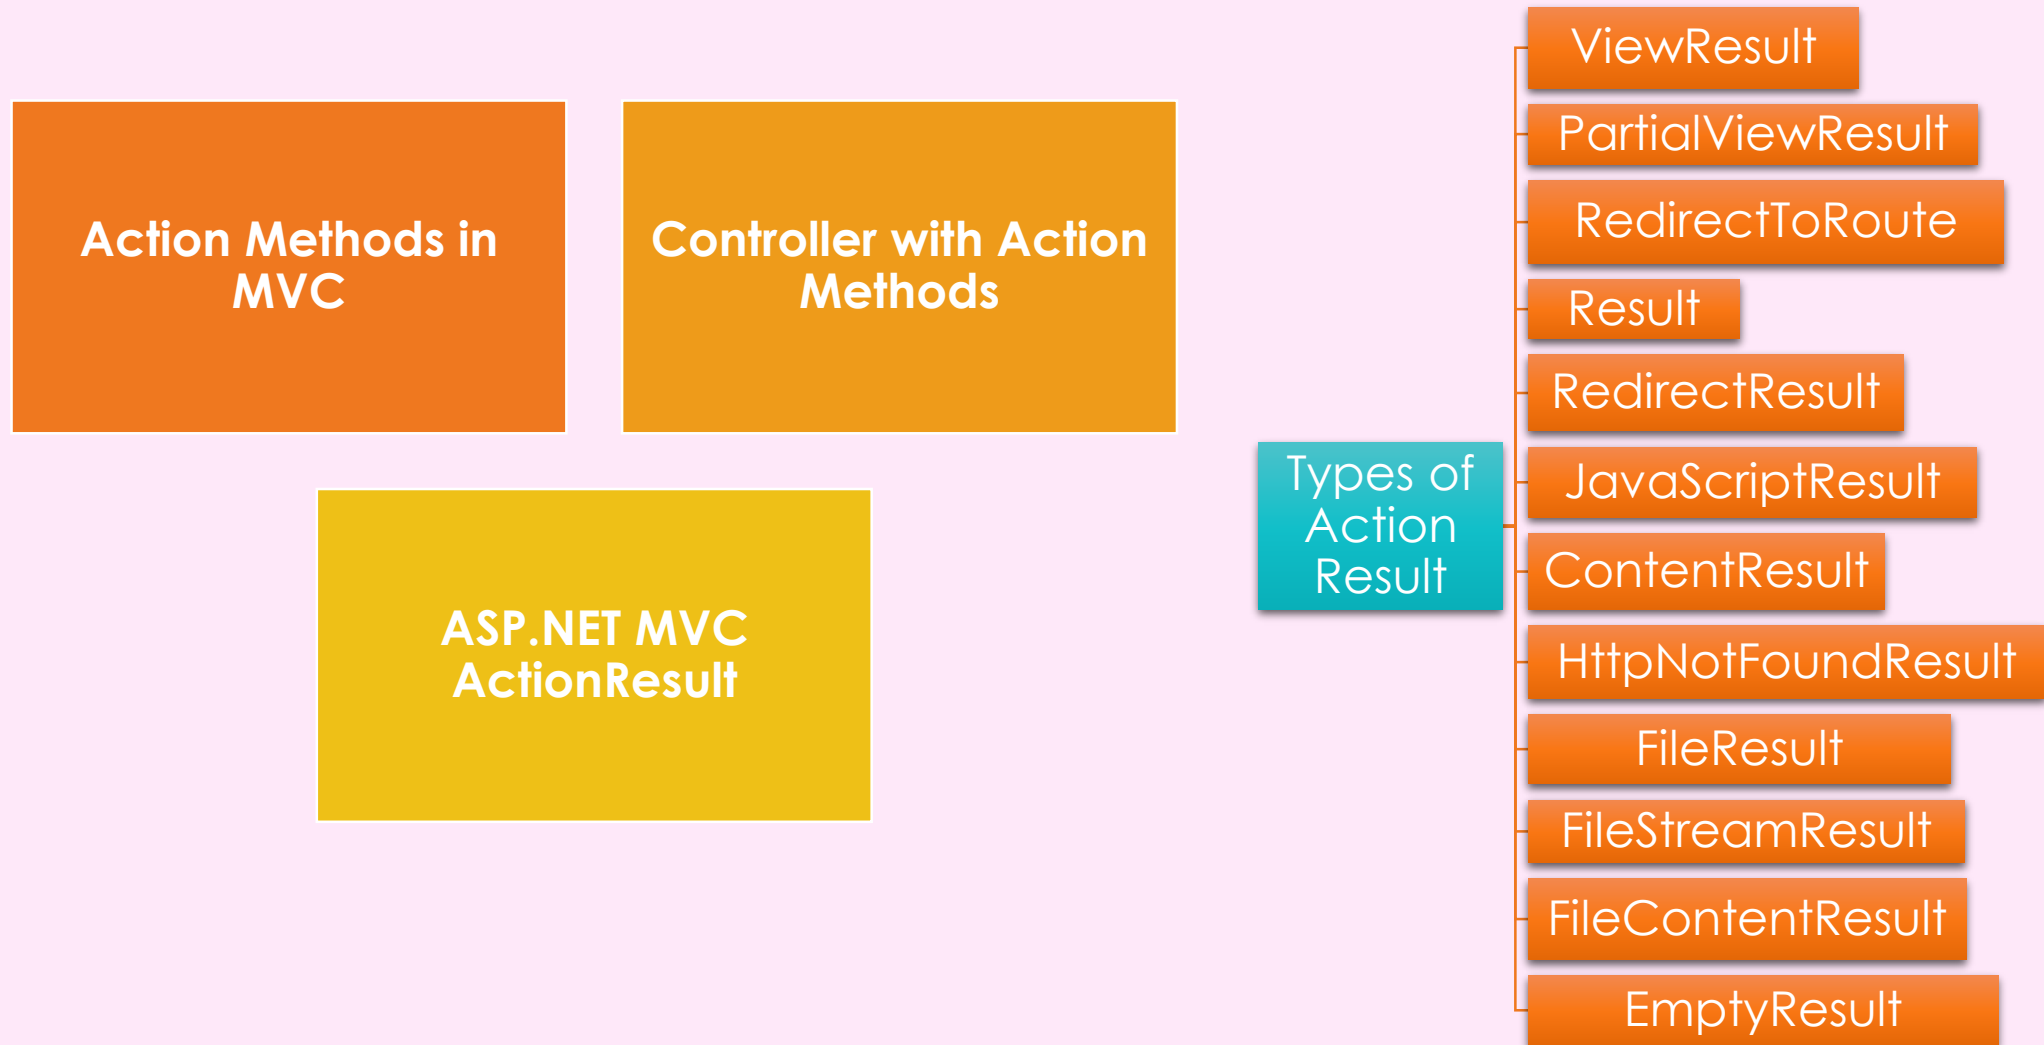 Action Methods in
MVC
Controller with Action
Methods
ASP.NET MVC
ActionResult
Types of
Action
Result
ViewResult
PartialViewResult
RedirectToRoute
Result
RedirectResult
JavaScriptResult
ContentResult
HttpNotFoundResult
FileResult
FileStreamResult
FileContentResult
EmptyResult